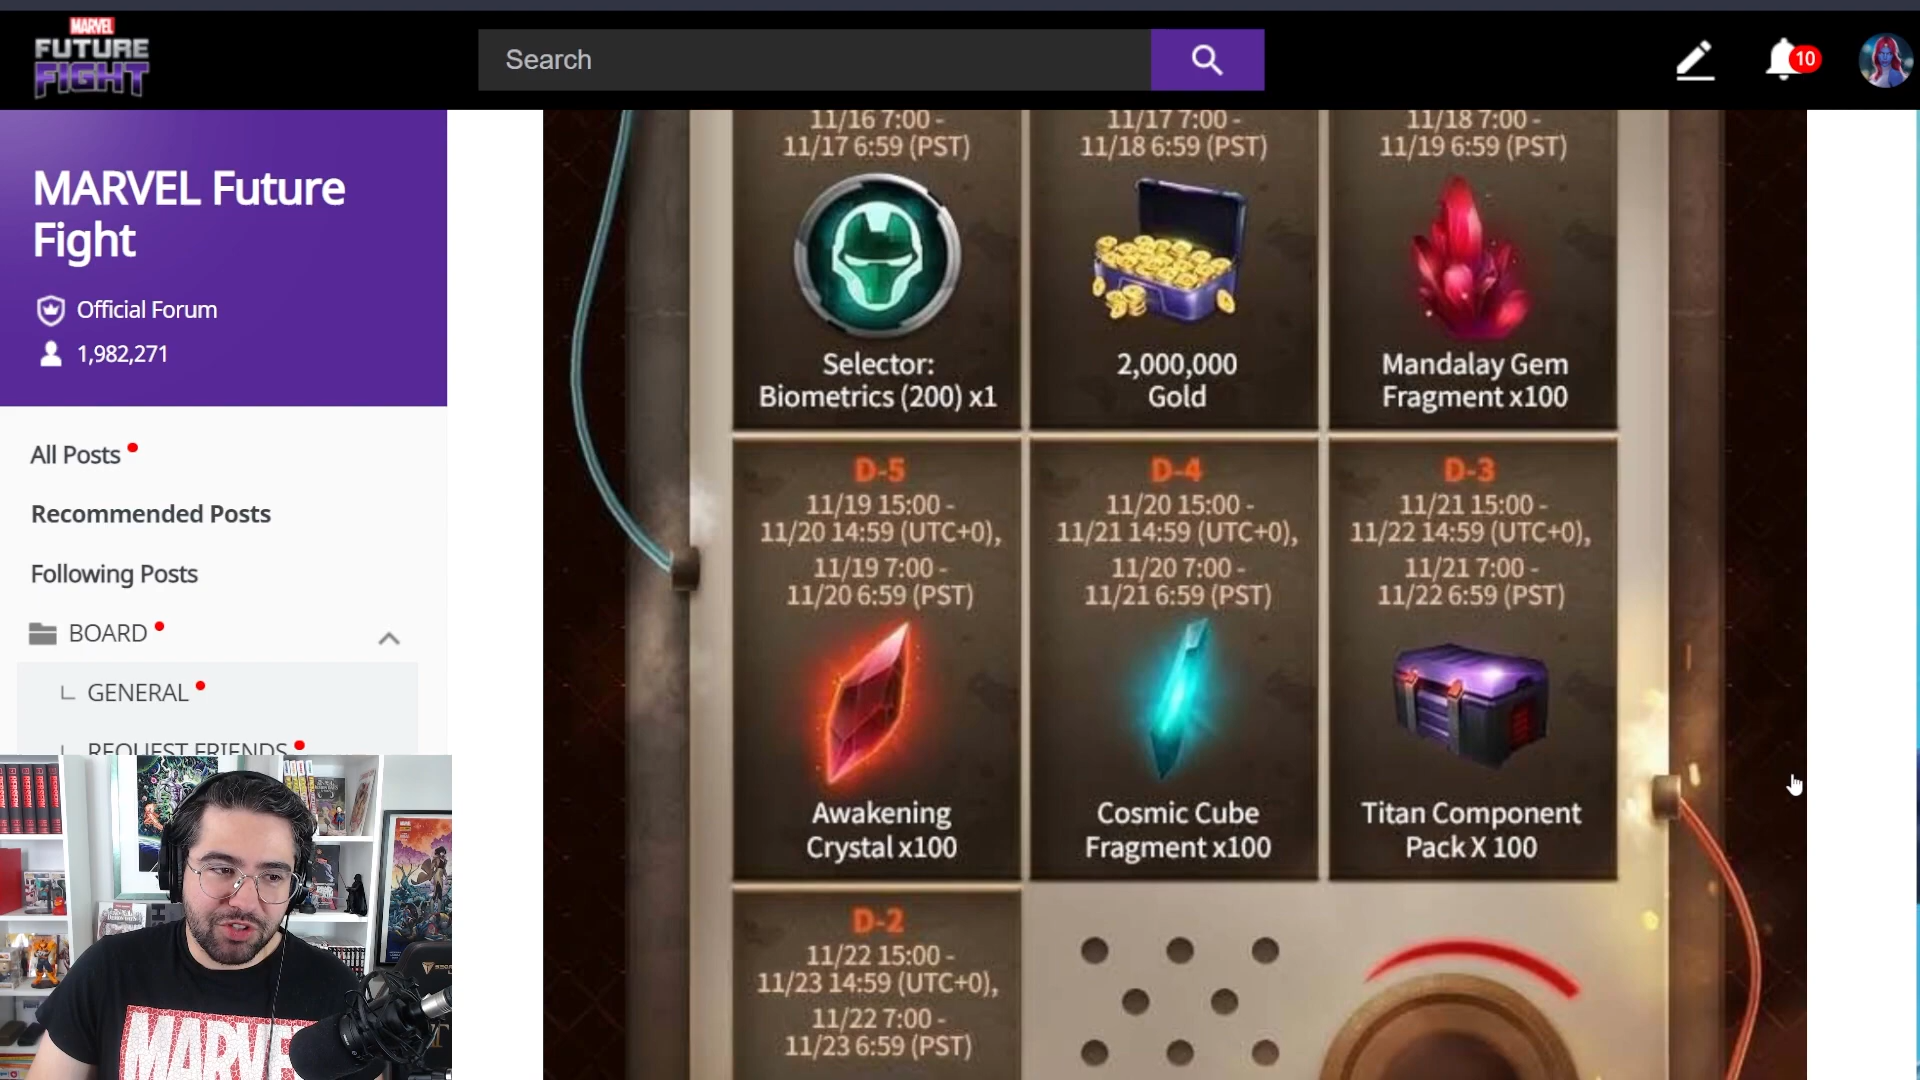 MARVEL
FUTURE
FIGHT
Search
10
MARVEL Future
Fight
Official Forum
1,982,271
All Posts
Recommended Posts
Following Posts
BOARD
GENERAL
REQUEST FRIENDS
11/16 7:00 -
11/17 6:59 (PST)
Selector:
Biometrics (200) x1
11/17 7:00 -
11/18 6:59 (PST)
2,000,000
Gold
11/18 7:00 -
11/19 6:59 (PST)
Mandalay Gem
Fragment x100
D-5
11/19 15:00 -
11/20 14:59 (UTC+0),
11/19 7:00 -
11/20 6:59 (PST)
Awakening
Crystal x100
D-4
11/20 15:00 -
11/21 14:59 (UTC+0),
11/20 7:00 -
11/21 6:59 (PST)
Cosmic Cube
Fragment x100
D-3
11/21 15:00 -
11/22 14:59 (UTC+0),
11/21 7:00 -
11/22 6:59 (PST)
Titan Component
Pack X 100
D-2
11/22 15:00 -
11/23 14:59 (UTC+0),
11/22 7:00 -
11/23 6:59 (PST)
MARVEL